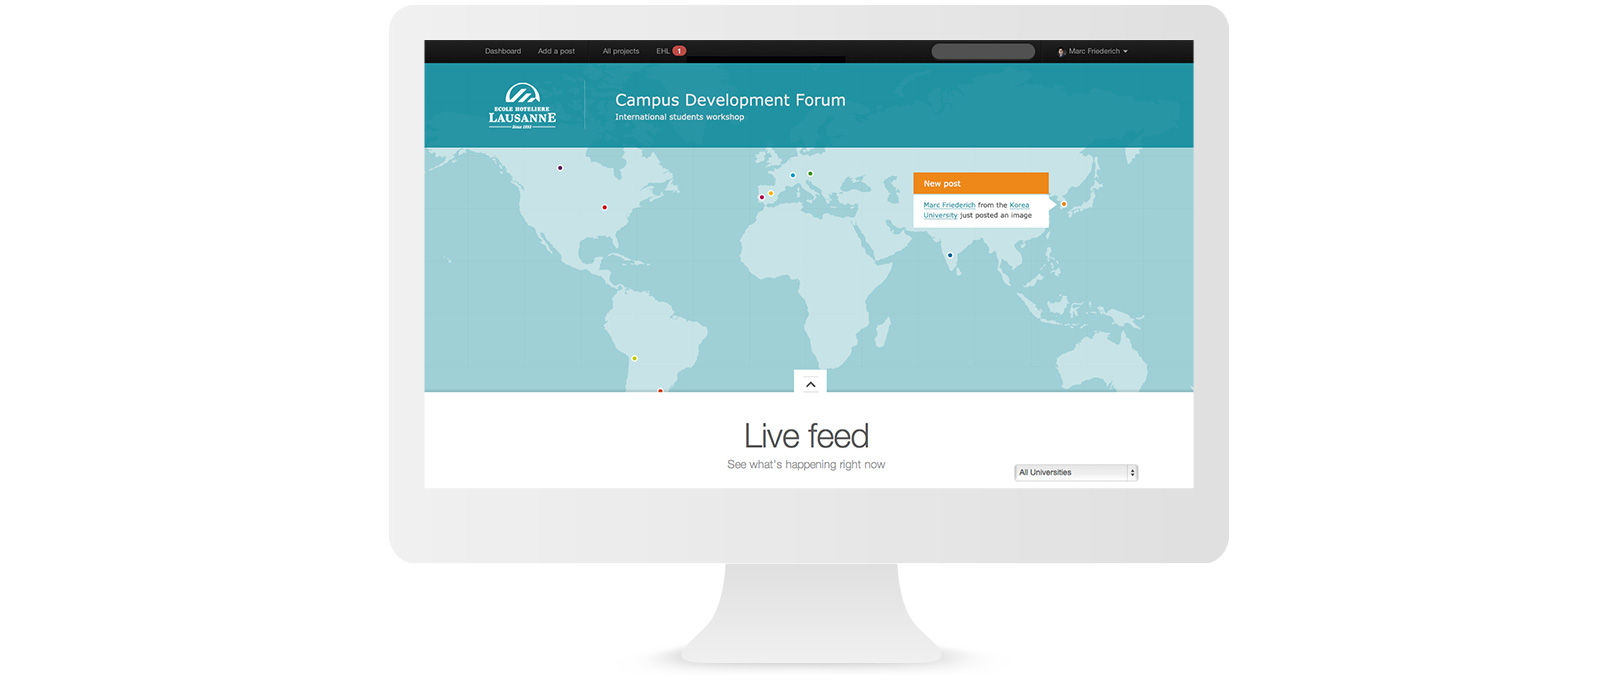 Dashboard Add a post All projects EHL 1 Marc Friederich
ECOLE HOTELIERE
LAUSANNE
Since 1893
Campus Development Forum
International students workshop
New post
Marc Friederich from the Korea
University just posted an image
Live feed
See what's happening right now
All Universities